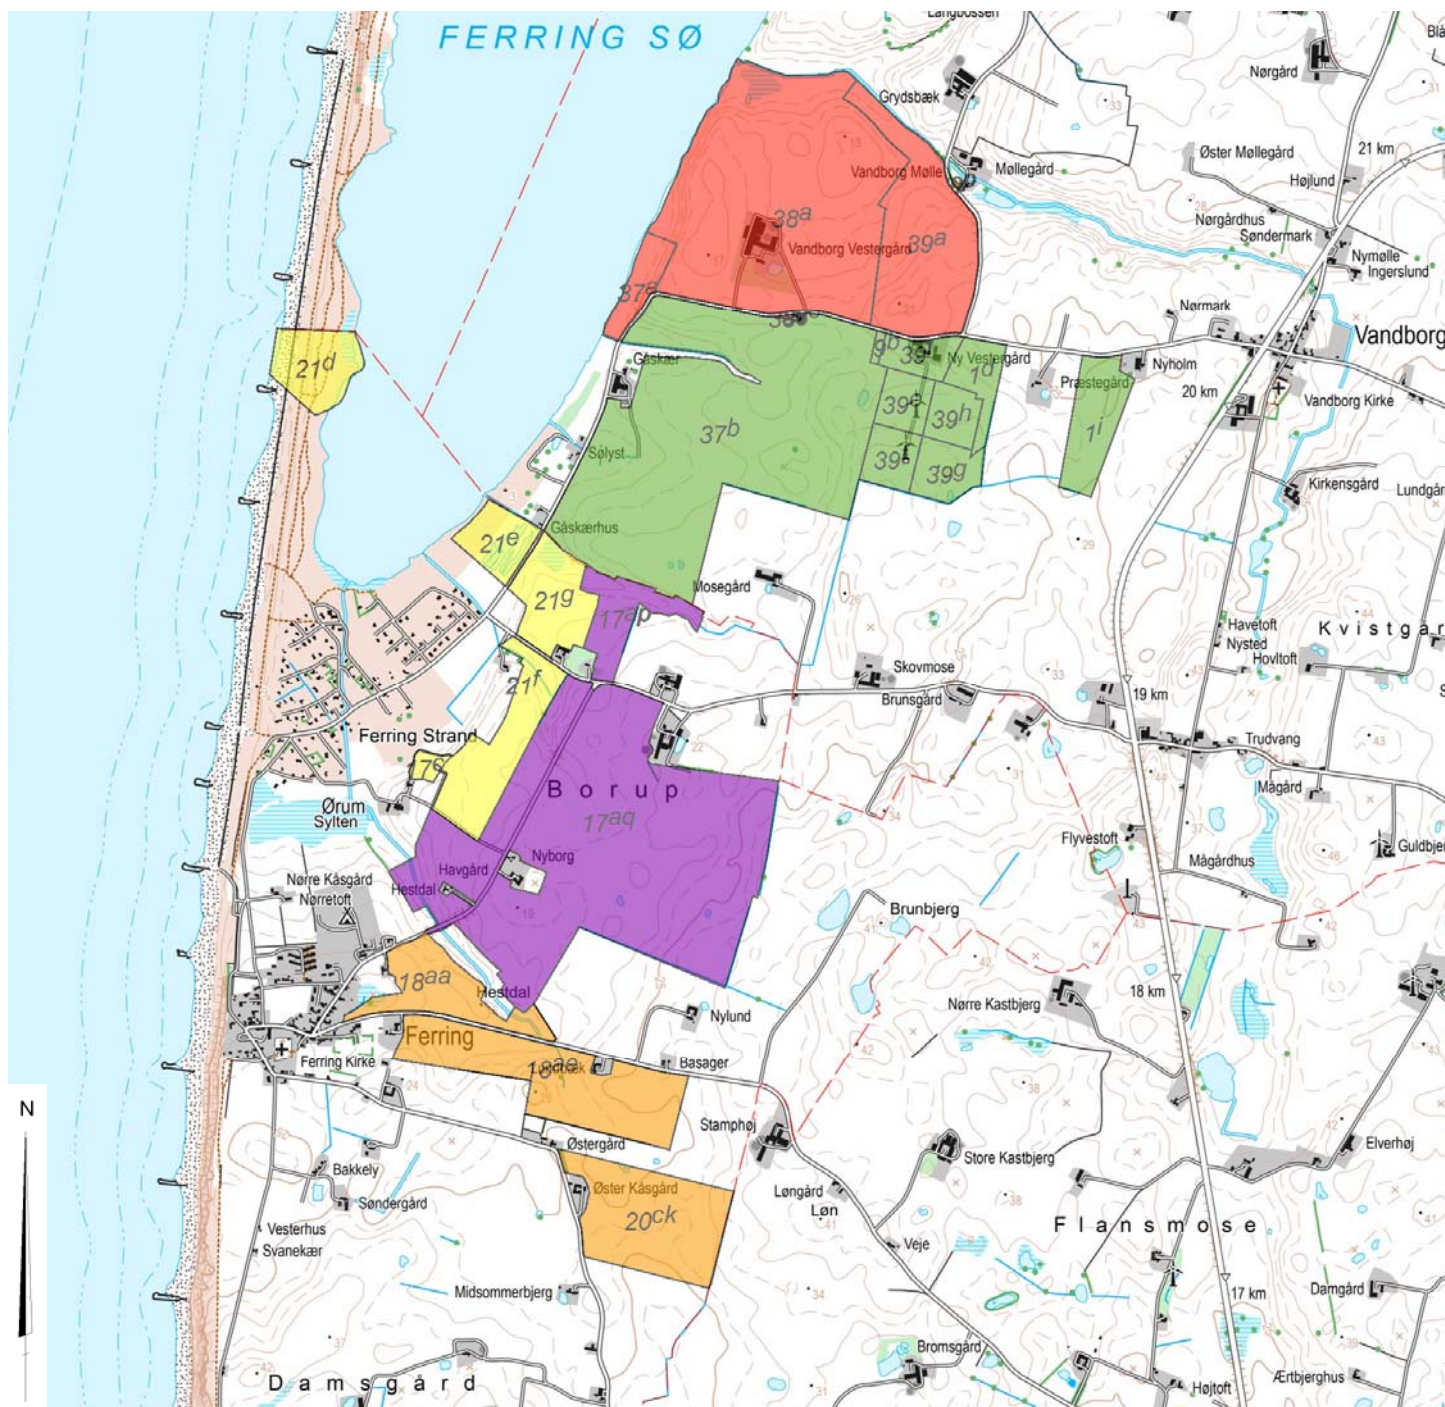 FERRING SØ
Nørgård
Grydsbæk
Øster Møllegård
21 km
Vandborg Mølle
Møllegård
Højlund
38a
Nørgårdhus
Søndermark
Vandborg Vestergård
39a
Nymølle
Ingerslund
37a
Nørmark
Vandborg
21d
Gåskær
39
Ny Vestergård
1d
Præstegård
Nyholm
20 km
Vandborg Kirke
37b
39h
1i
Sølyst
39g
Kirkensgård
Gåskærhus
21e
Mosegård
21g
17ap
Havetoft
Nysted
Kvistgår
Hovltoft
Skovmose
21f
Brunsgård
19 km
Ferring Strand
Trudvang
7c
Borup
Mågård
Ørum
Sylten
17aq
Flyvestoft
Guldbjer
Mågårdhus
Nyborg
Havgård
Nørre Kåsgård
Hestdal
Nørretoft
Brunbjerg
18aa
18 km
Hestdal
Nørre Kastbjerg
Nylund
Ferring
Ferring Kirke
18ae
Basager
N
Stamphøj
Østergård
Elverhøj
Store Kastbjerg
Bakkely
Øster Kåsgård
Løngård
Søndergård
Løn
20ck
Flansmose
Vesterhus
Svanekær
Veje
Midsommerbjerg
Damgård
17 km
Bromsgård
Damsgård
Højtoft
Ærtbjerghus